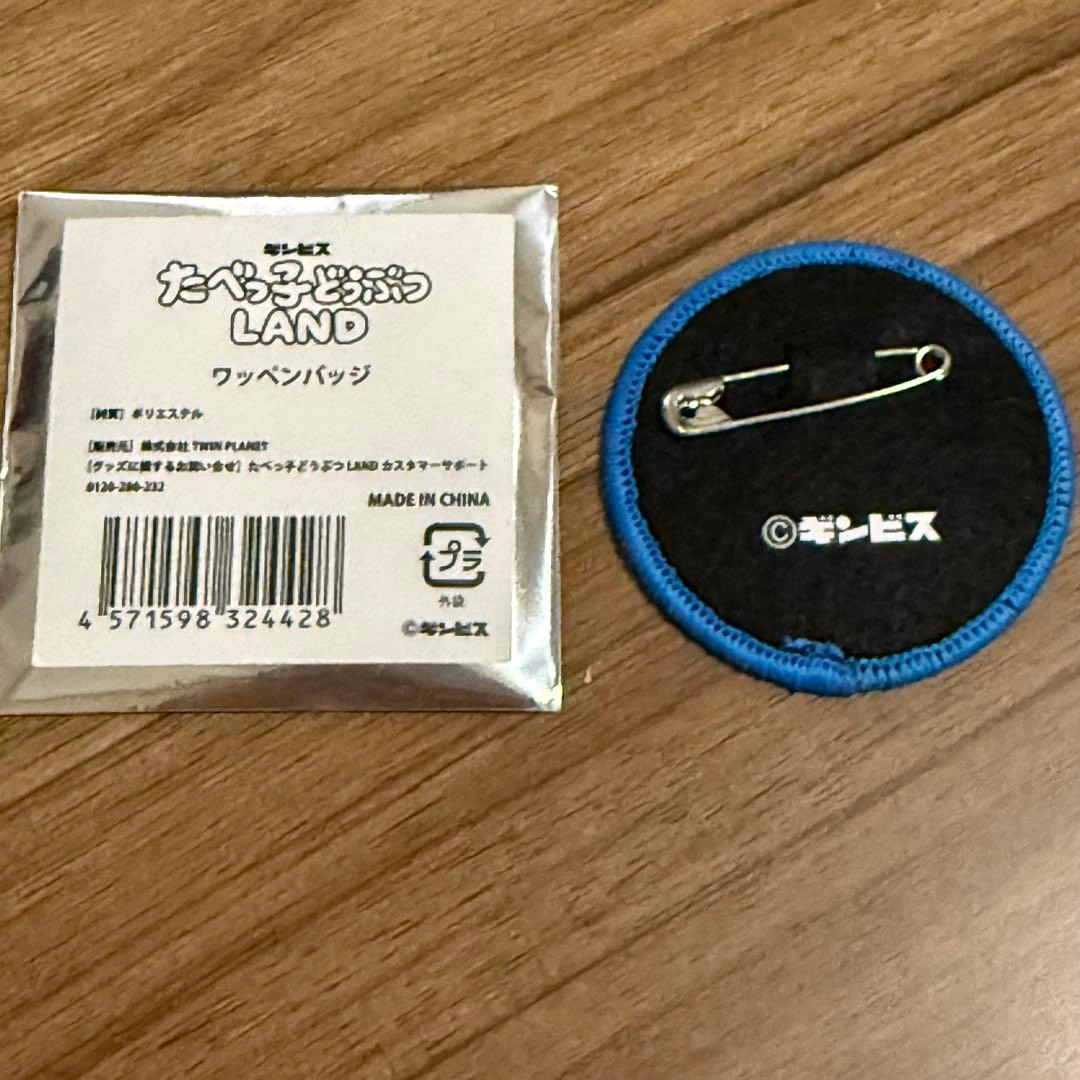 ギンビス
たべっ子どうぶつ
LAND
ワッペンバッジ
[材質] ポリエステル
[販売元] 株式会社 TWIN PLANET
[グッズに関するお問い合せ] たべっ子どうぶつ LAND カスタマーサポート
MADE IN CHINA
プラ
外袋
4 571598 324428
©ギンビス
©ギンビス